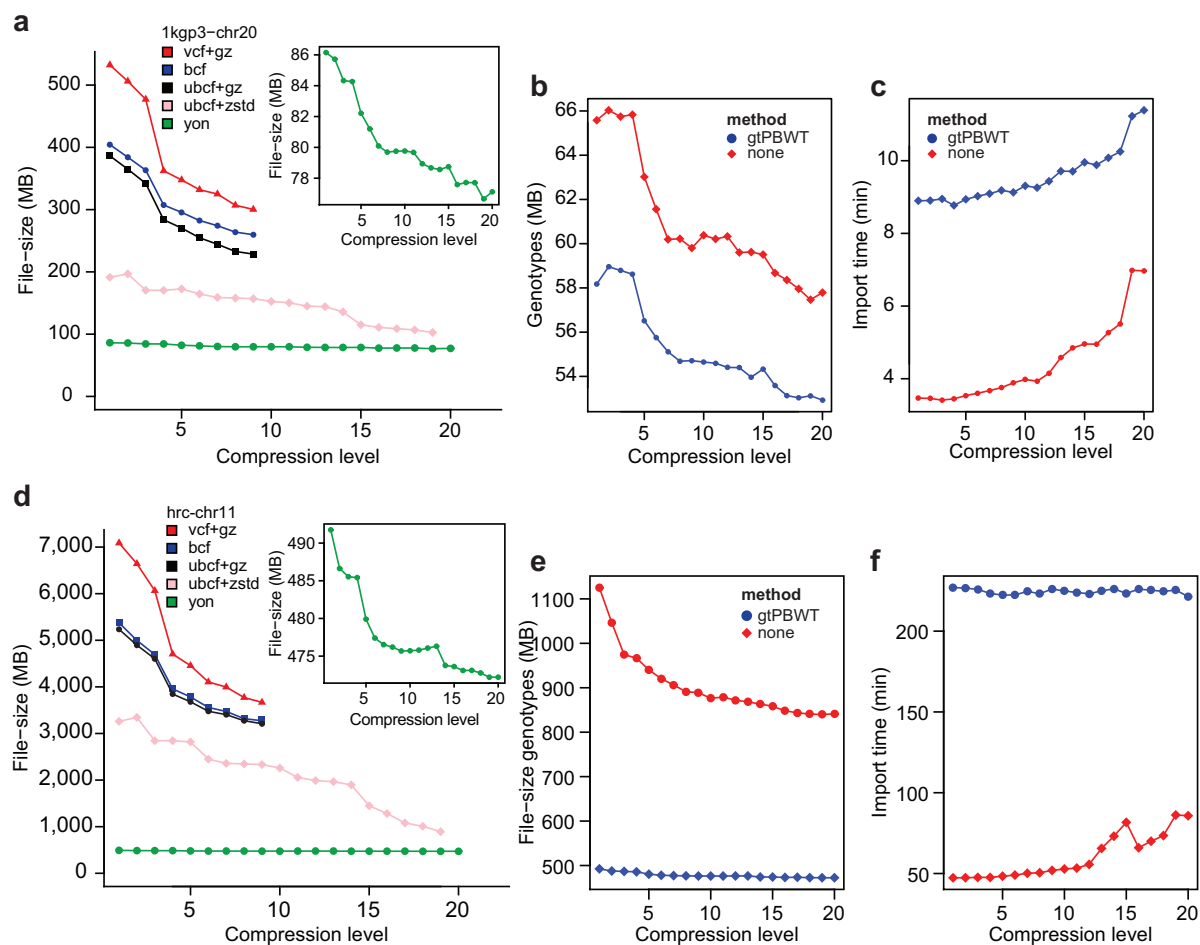 a
1kgp3−chr20
vcf+gz
bcf
ubcf+gz
ubcf+zstd
yon
File−size (MB)
500
400
300
200
100
0
5
10
15
20
Compression level
File−size (MB)
86
84
82
80
78
5
10
15
20
Compression level
b
method
gtPBWT
none
Genotypes (MB)
66
64
62
60
58
56
54
5
10
15
20
Compression level
c
method
gtPBWT
none
Import time (min)
10
8
6
4
5
10
15
20
Compression level
d
hrc-chr11
vcf+gz
bcf
ubcf+gz
ubcf+zstd
yon
File−size (MB)
7,000
6,000
5,000
4,000
3,000
2,000
1,000
0
5
10
15
20
Compression level
File−size (MB)
490
485
480
475
5
10
15
20
Compression level
e
method
gtPBWT
none
File−size genotypes (MB)
1100
1000
900
800
700
600
500
5
10
15
20
Compression level
f
Import time (min)
200
150
100
50
5
10
15
20
Compression level